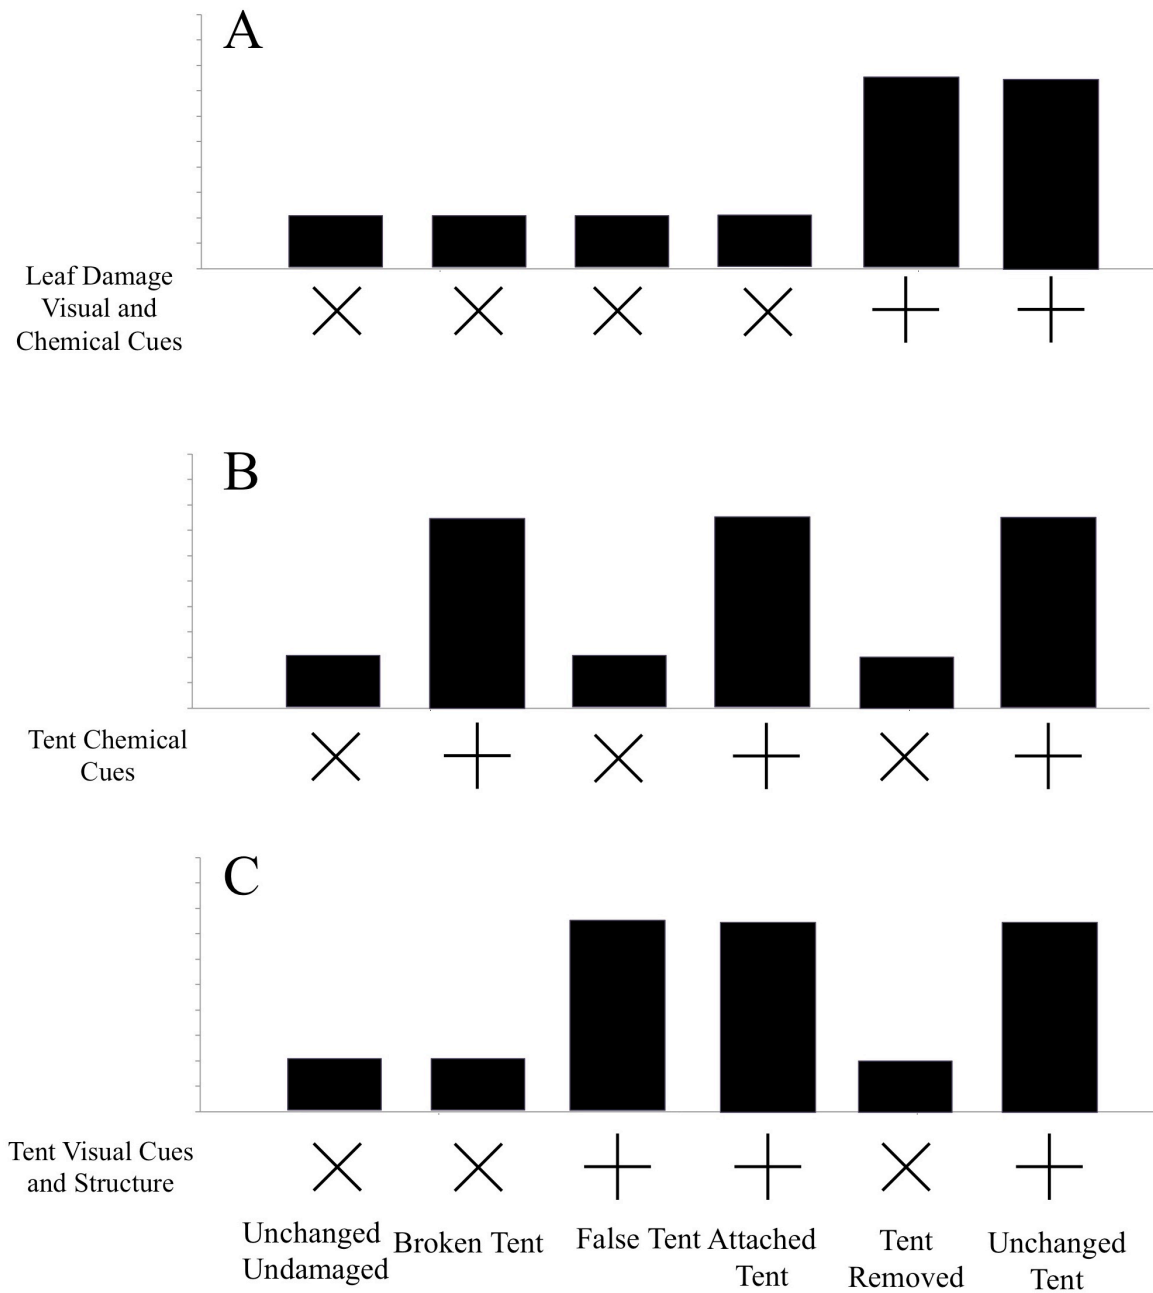 A
Leaf Damage
Visual and
Chemical Cues
B
Tent Chemical
Cues
C
Tent Visual Cues
and Structure
Unchanged
Undamaged
Broken Tent
False Tent
Attached
Tent
Tent
Removed
Unchanged
Tent